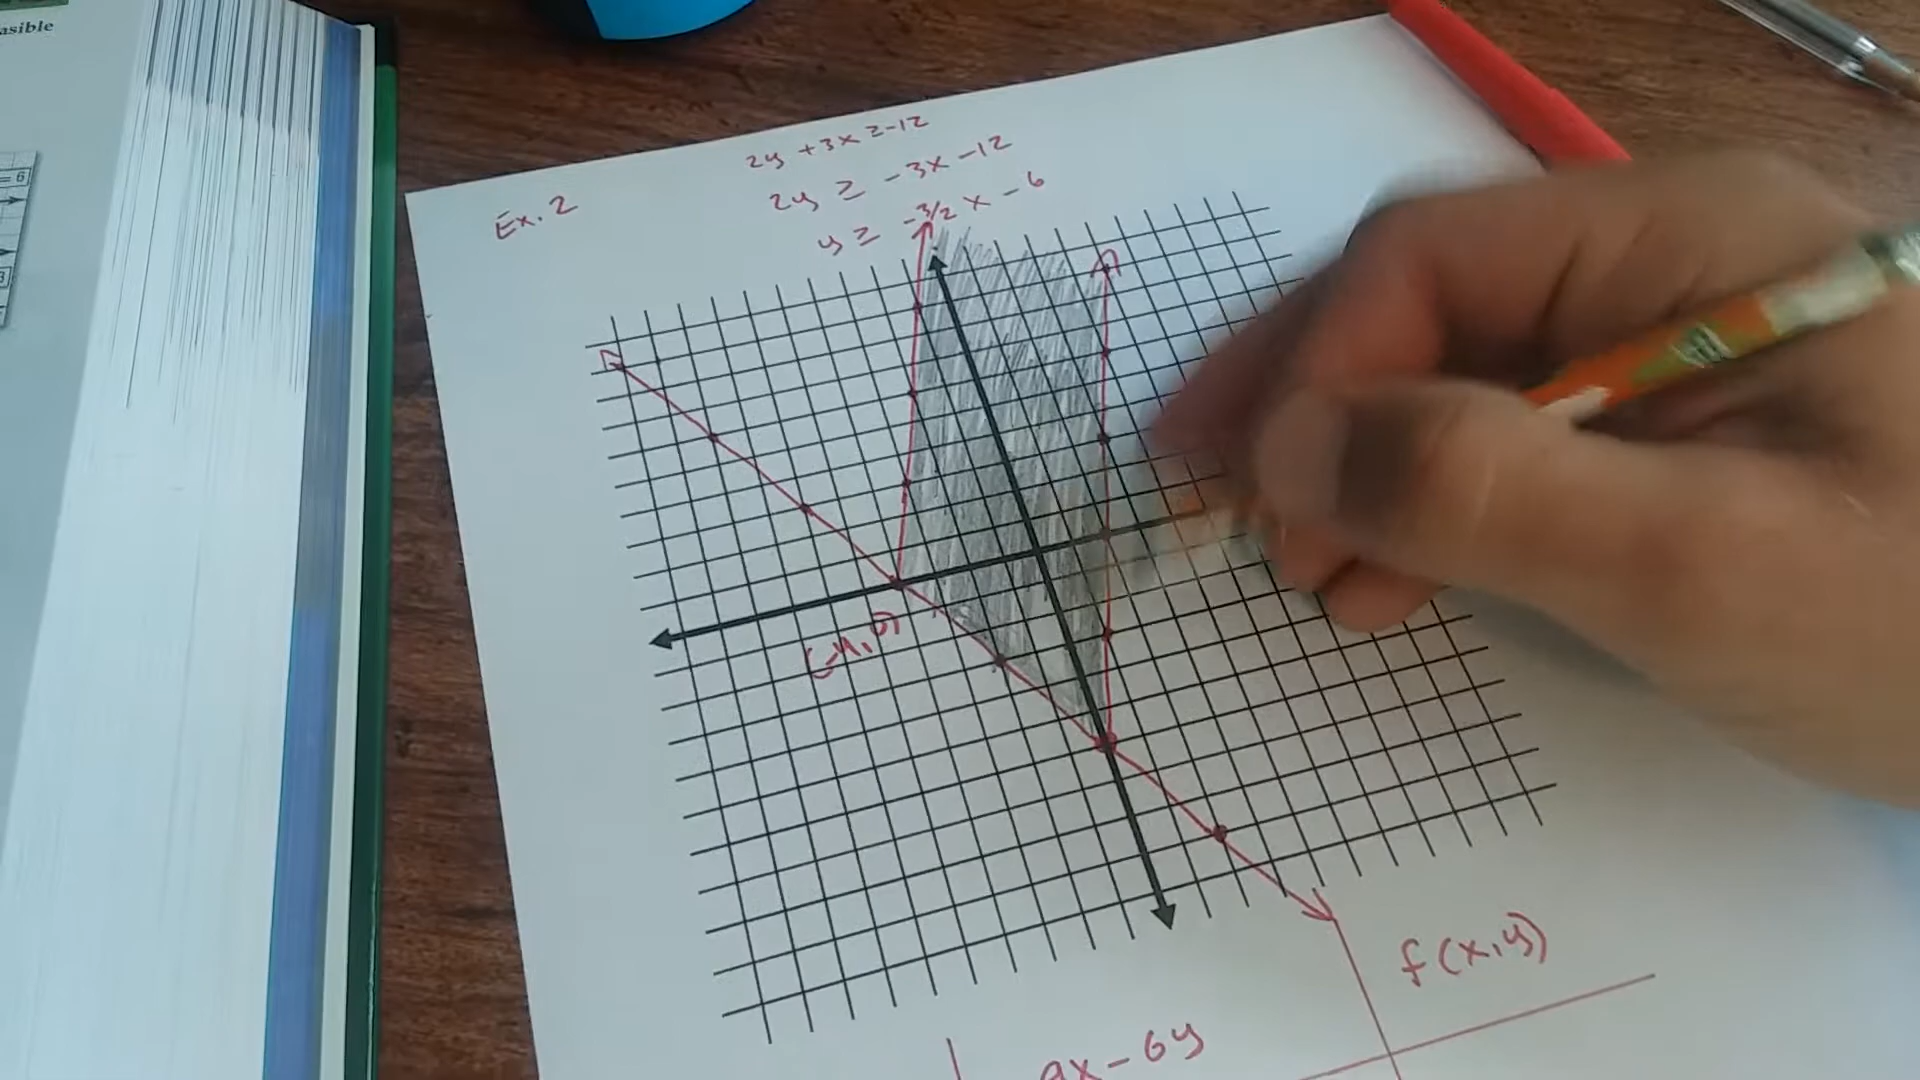 asible
= 6
Ex. 2
2y + 3x ≥ -12
2y ≥ -3x - 12
y ≥ -3/2 x - 6
(-4,0)
f(x,y)
9x - 6y